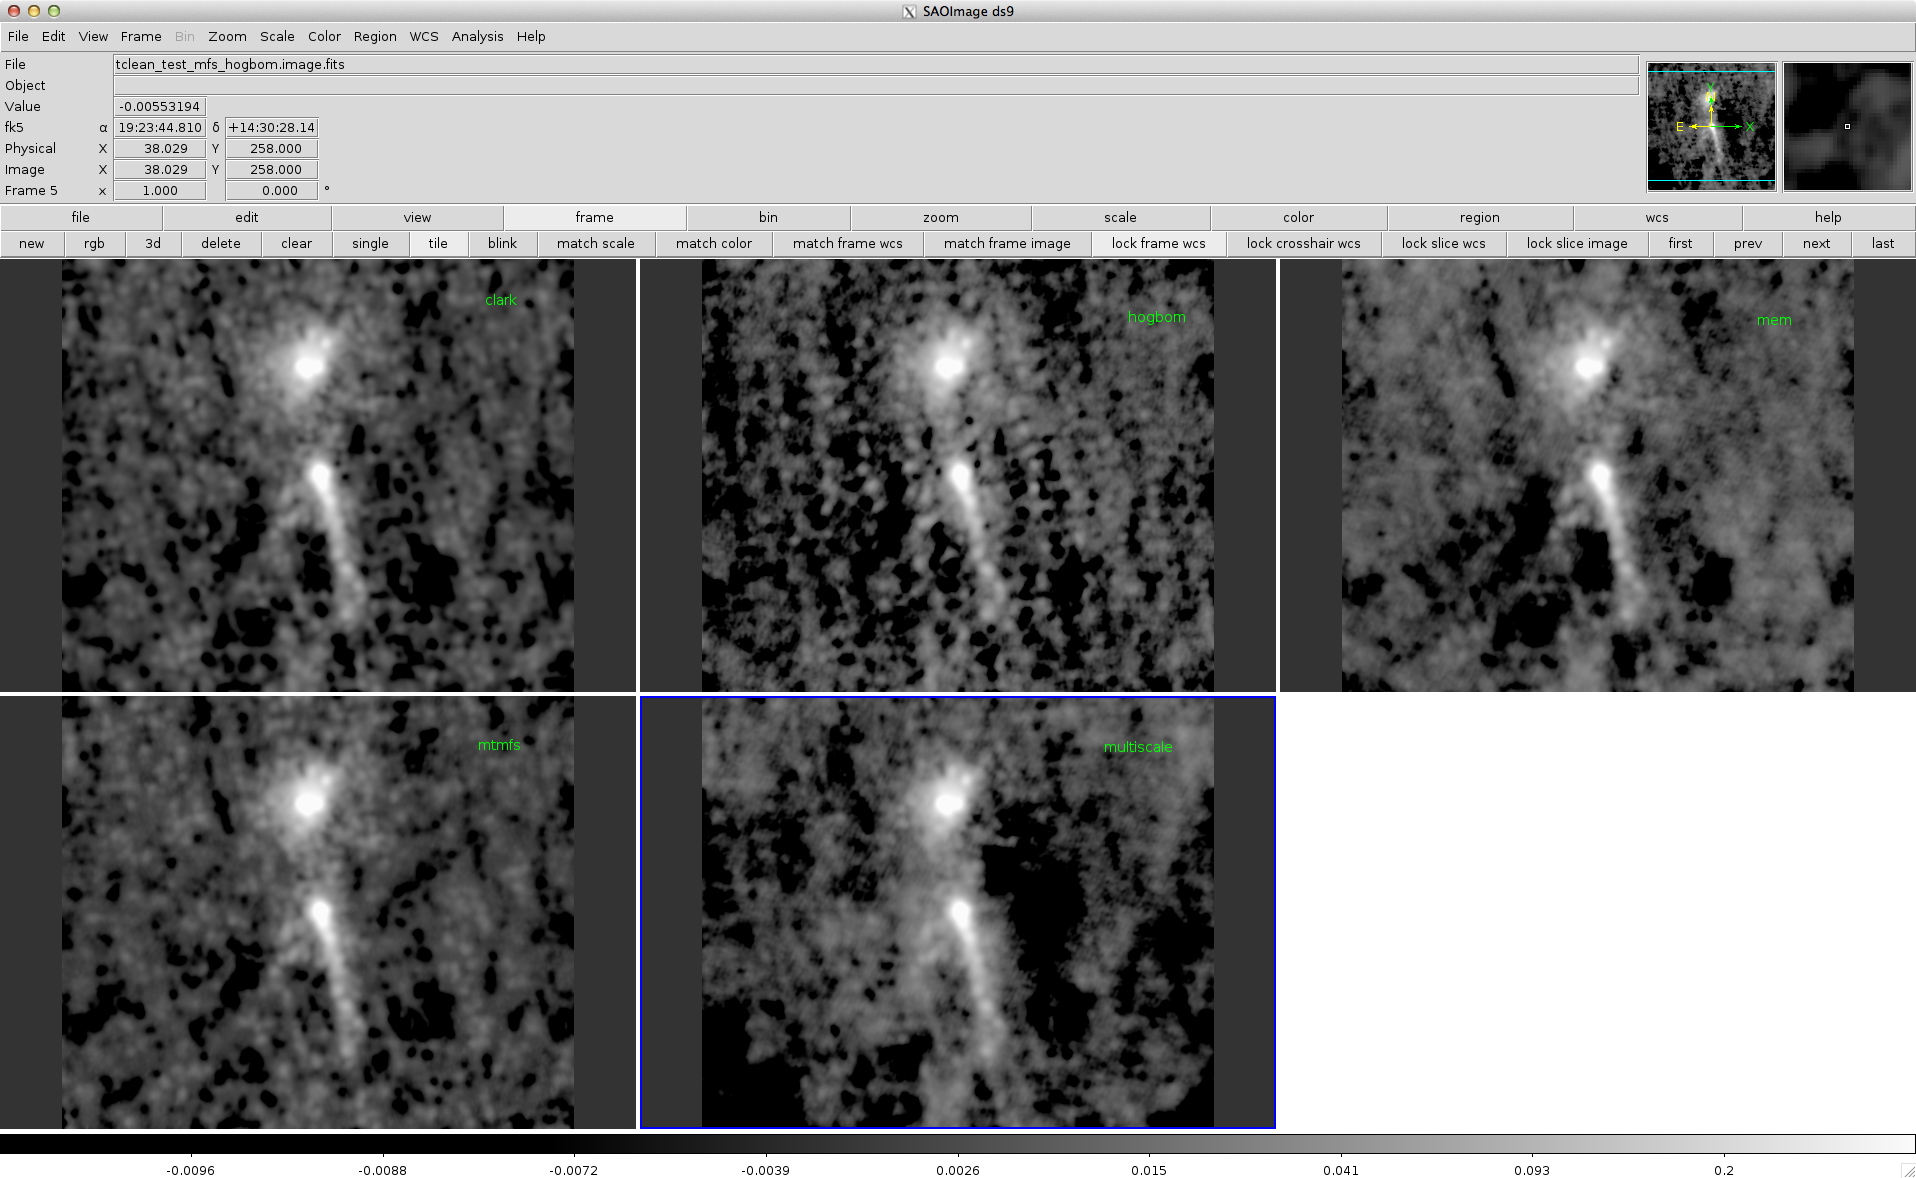 SAOImage ds9
File Edit View Frame Bin Zoom Scale Color Region WCS Analysis Help
File tclean_test_mfs_hogbom.image.fits
Object
Value -0.00553194
fk5 α 19:23:44.810 δ +14:30:28.14
Physical X 38.029 Y 258.000
Image X 38.029 Y 258.000
Frame 5 x 1.000 0.000 °
E X
file edit view frame bin zoom scale color region wcs help
new rgb 3d delete clear single tile blink match scale match color match frame wcs match frame image lock frame wcs lock crosshair wcs lock slice wcs lock slice image first prev next last
clark
hogbom
mem
mtmfs
multiscale
-0.0096 -0.0088 -0.0072 -0.0039 0.0026 0.015 0.041 0.093 0.2